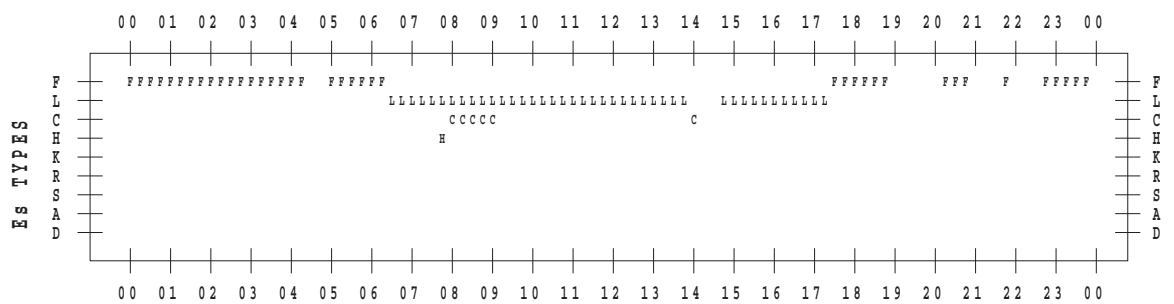 00 01 02 03 04 05 06 07 08 09 10 11 12 13 14 15 16 17 18 19 20 21 22 23 00
F FFFFFFFFFFFFFFFFFF FFFFFF FFFFFF FFF F FFFFF F
L LLLLLLLLLLLLLLLLLLLLLLLLLLLLLL LLLLLLLLLLL L
C CCCCC C C
H H H
K K
R R
S S
A A
D D
Es TYPES
00 01 02 03 04 05 06 07 08 09 10 11 12 13 14 15 16 17 18 19 20 21 22 23 00